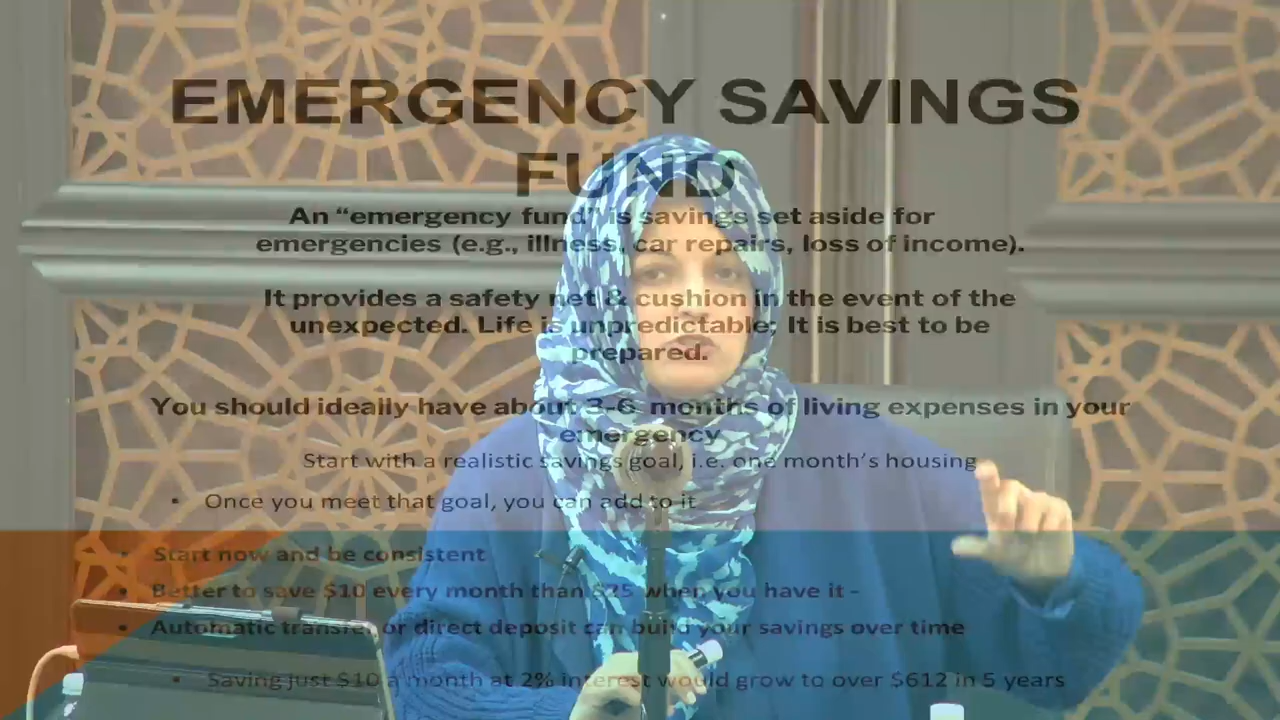 EMERGENCY SAVINGS
FUND
An “emergency fund” is savings set aside for
emergencies (e.g., illness, car repairs, loss of income).
It provides a safety net & cushion in the event of the
unexpected. Life is unpredictable; It is best to be
prepared.
You should ideally have about 3-6 months of living expenses in your
emergency
Start with a realistic savings goal, i.e. one month’s housing
▪ Once you meet that goal, you can add to it
• Start now and be consistent
• Better to save $10 every month than $25 when you have it -
• Automatic transfer or direct deposit can build your savings over time
▪ Saving just $10 a month at 2% interest would grow to over $612 in 5 years